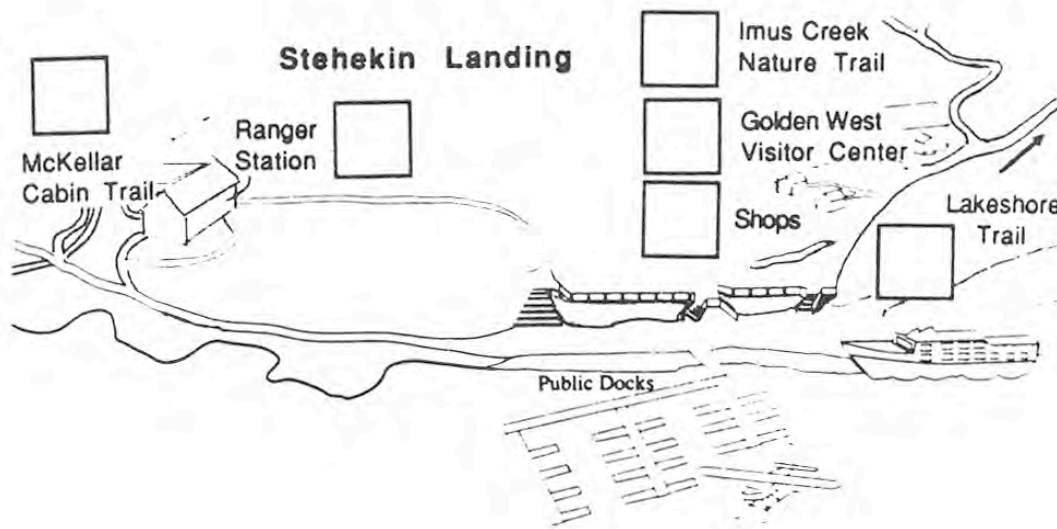 Stehekin Landing
Imus Creek
Nature Trail
McKellar
Cabin Trail
Ranger
Station
Golden West
Visitor Center
Shops
Lakeshore
Trail
Public Docks